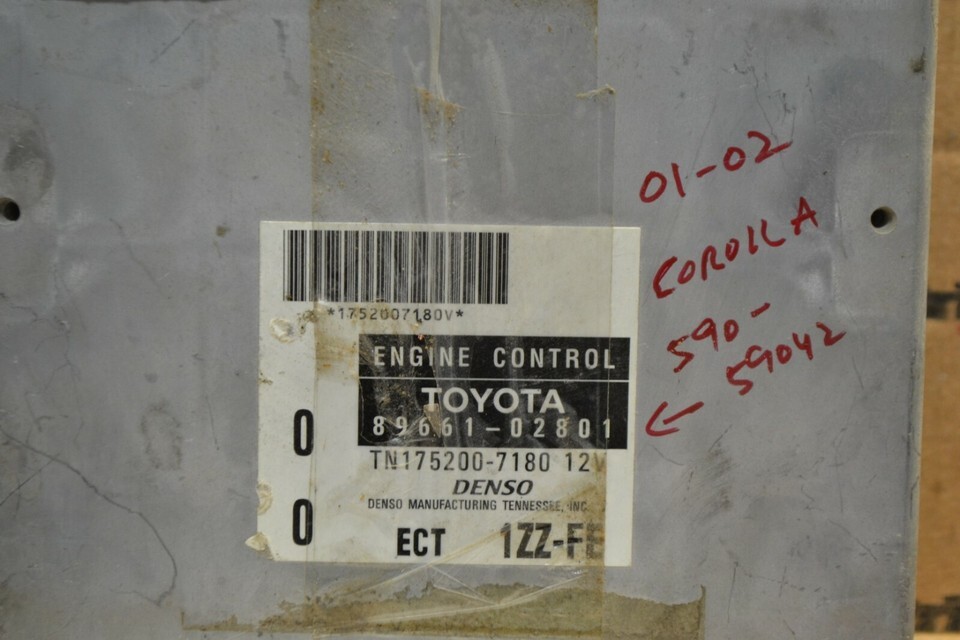 *1752007180V*
ENGINE CONTROL
TOYOTA
89661-02801
TN175200-7180 12V
DENSO
DENSO MANUFACTURING TENNESSEE, INC.
ECT 1ZZ-FE
0
0
01-02
COROLLA
590-
59042